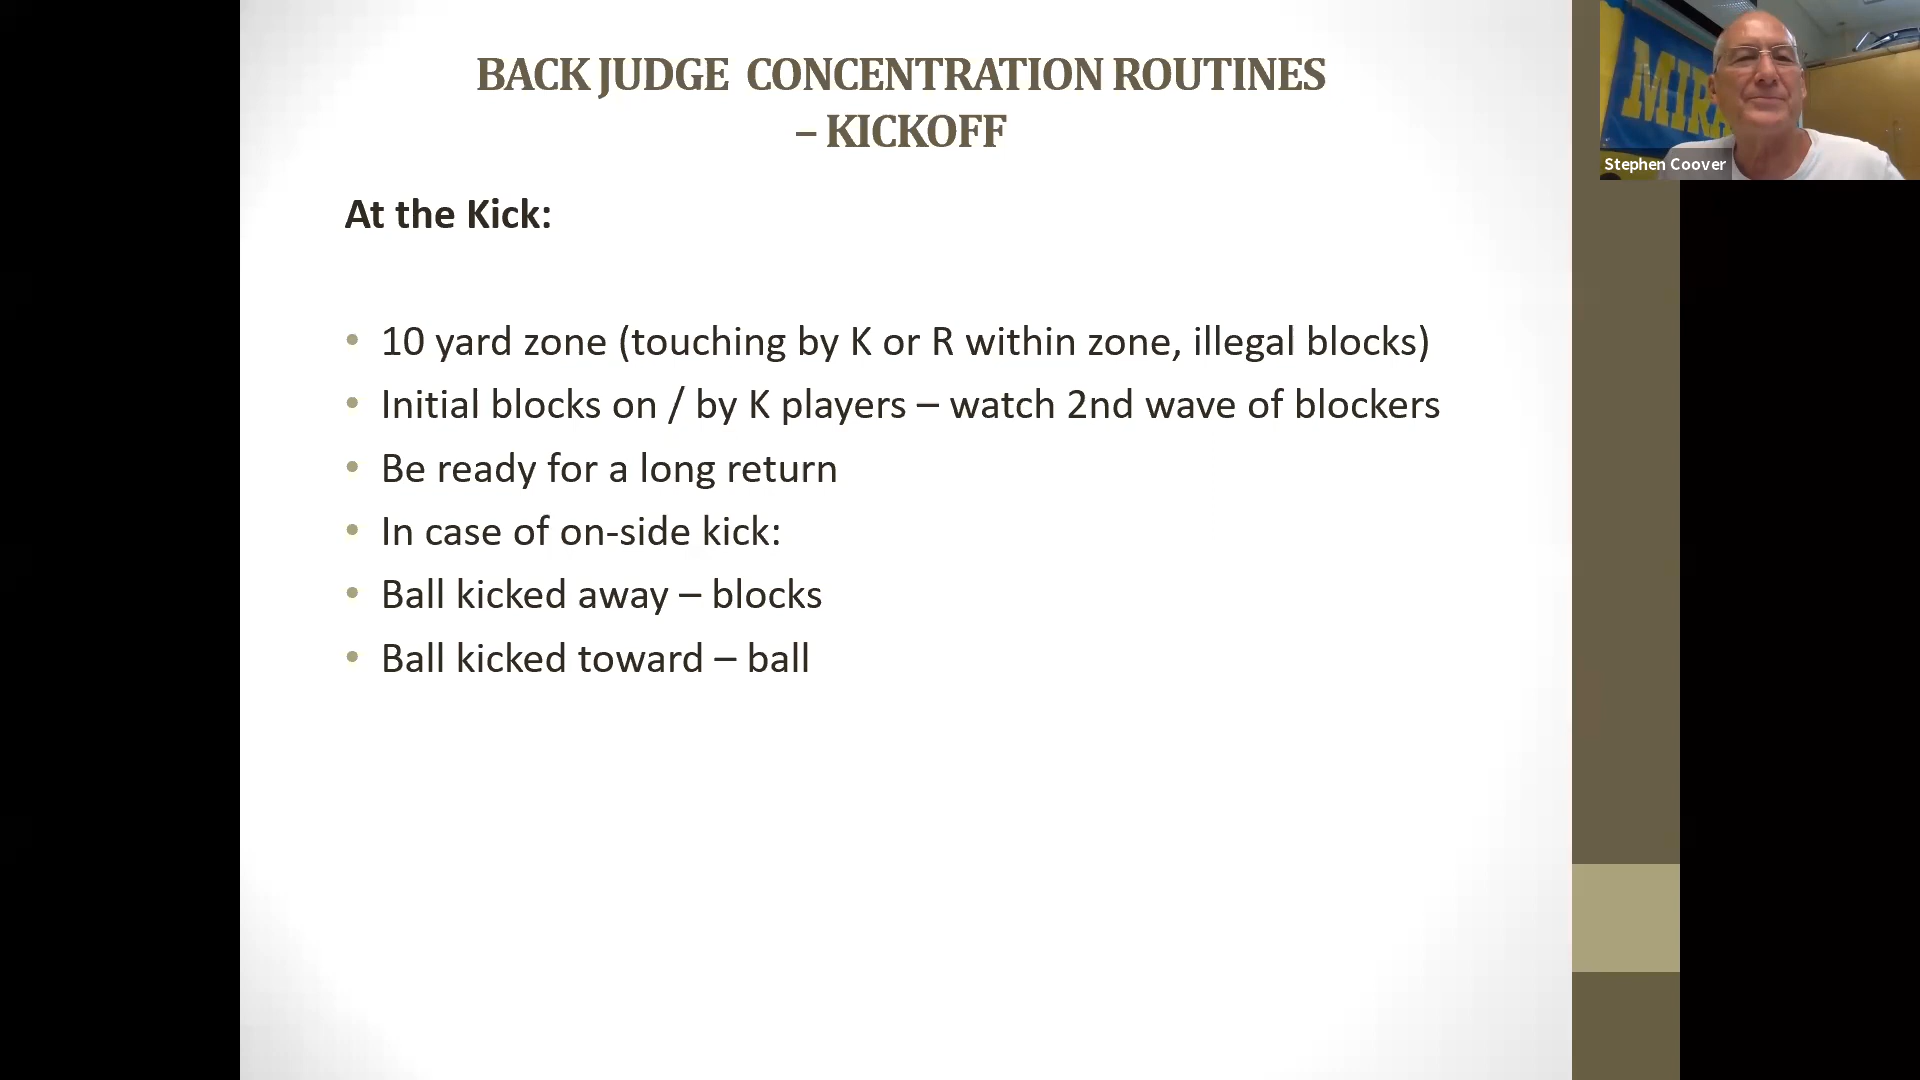 BACK JUDGE CONCENTRATION ROUTINES
– KICKOFF
At the Kick:
• 10 yard zone (touching by K or R within zone, illegal blocks)
• Initial blocks on / by K players – watch 2nd wave of blockers
• Be ready for a long return
• In case of on-side kick:
• Ball kicked away – blocks
• Ball kicked toward – ball
MIRA
Stephen Coover